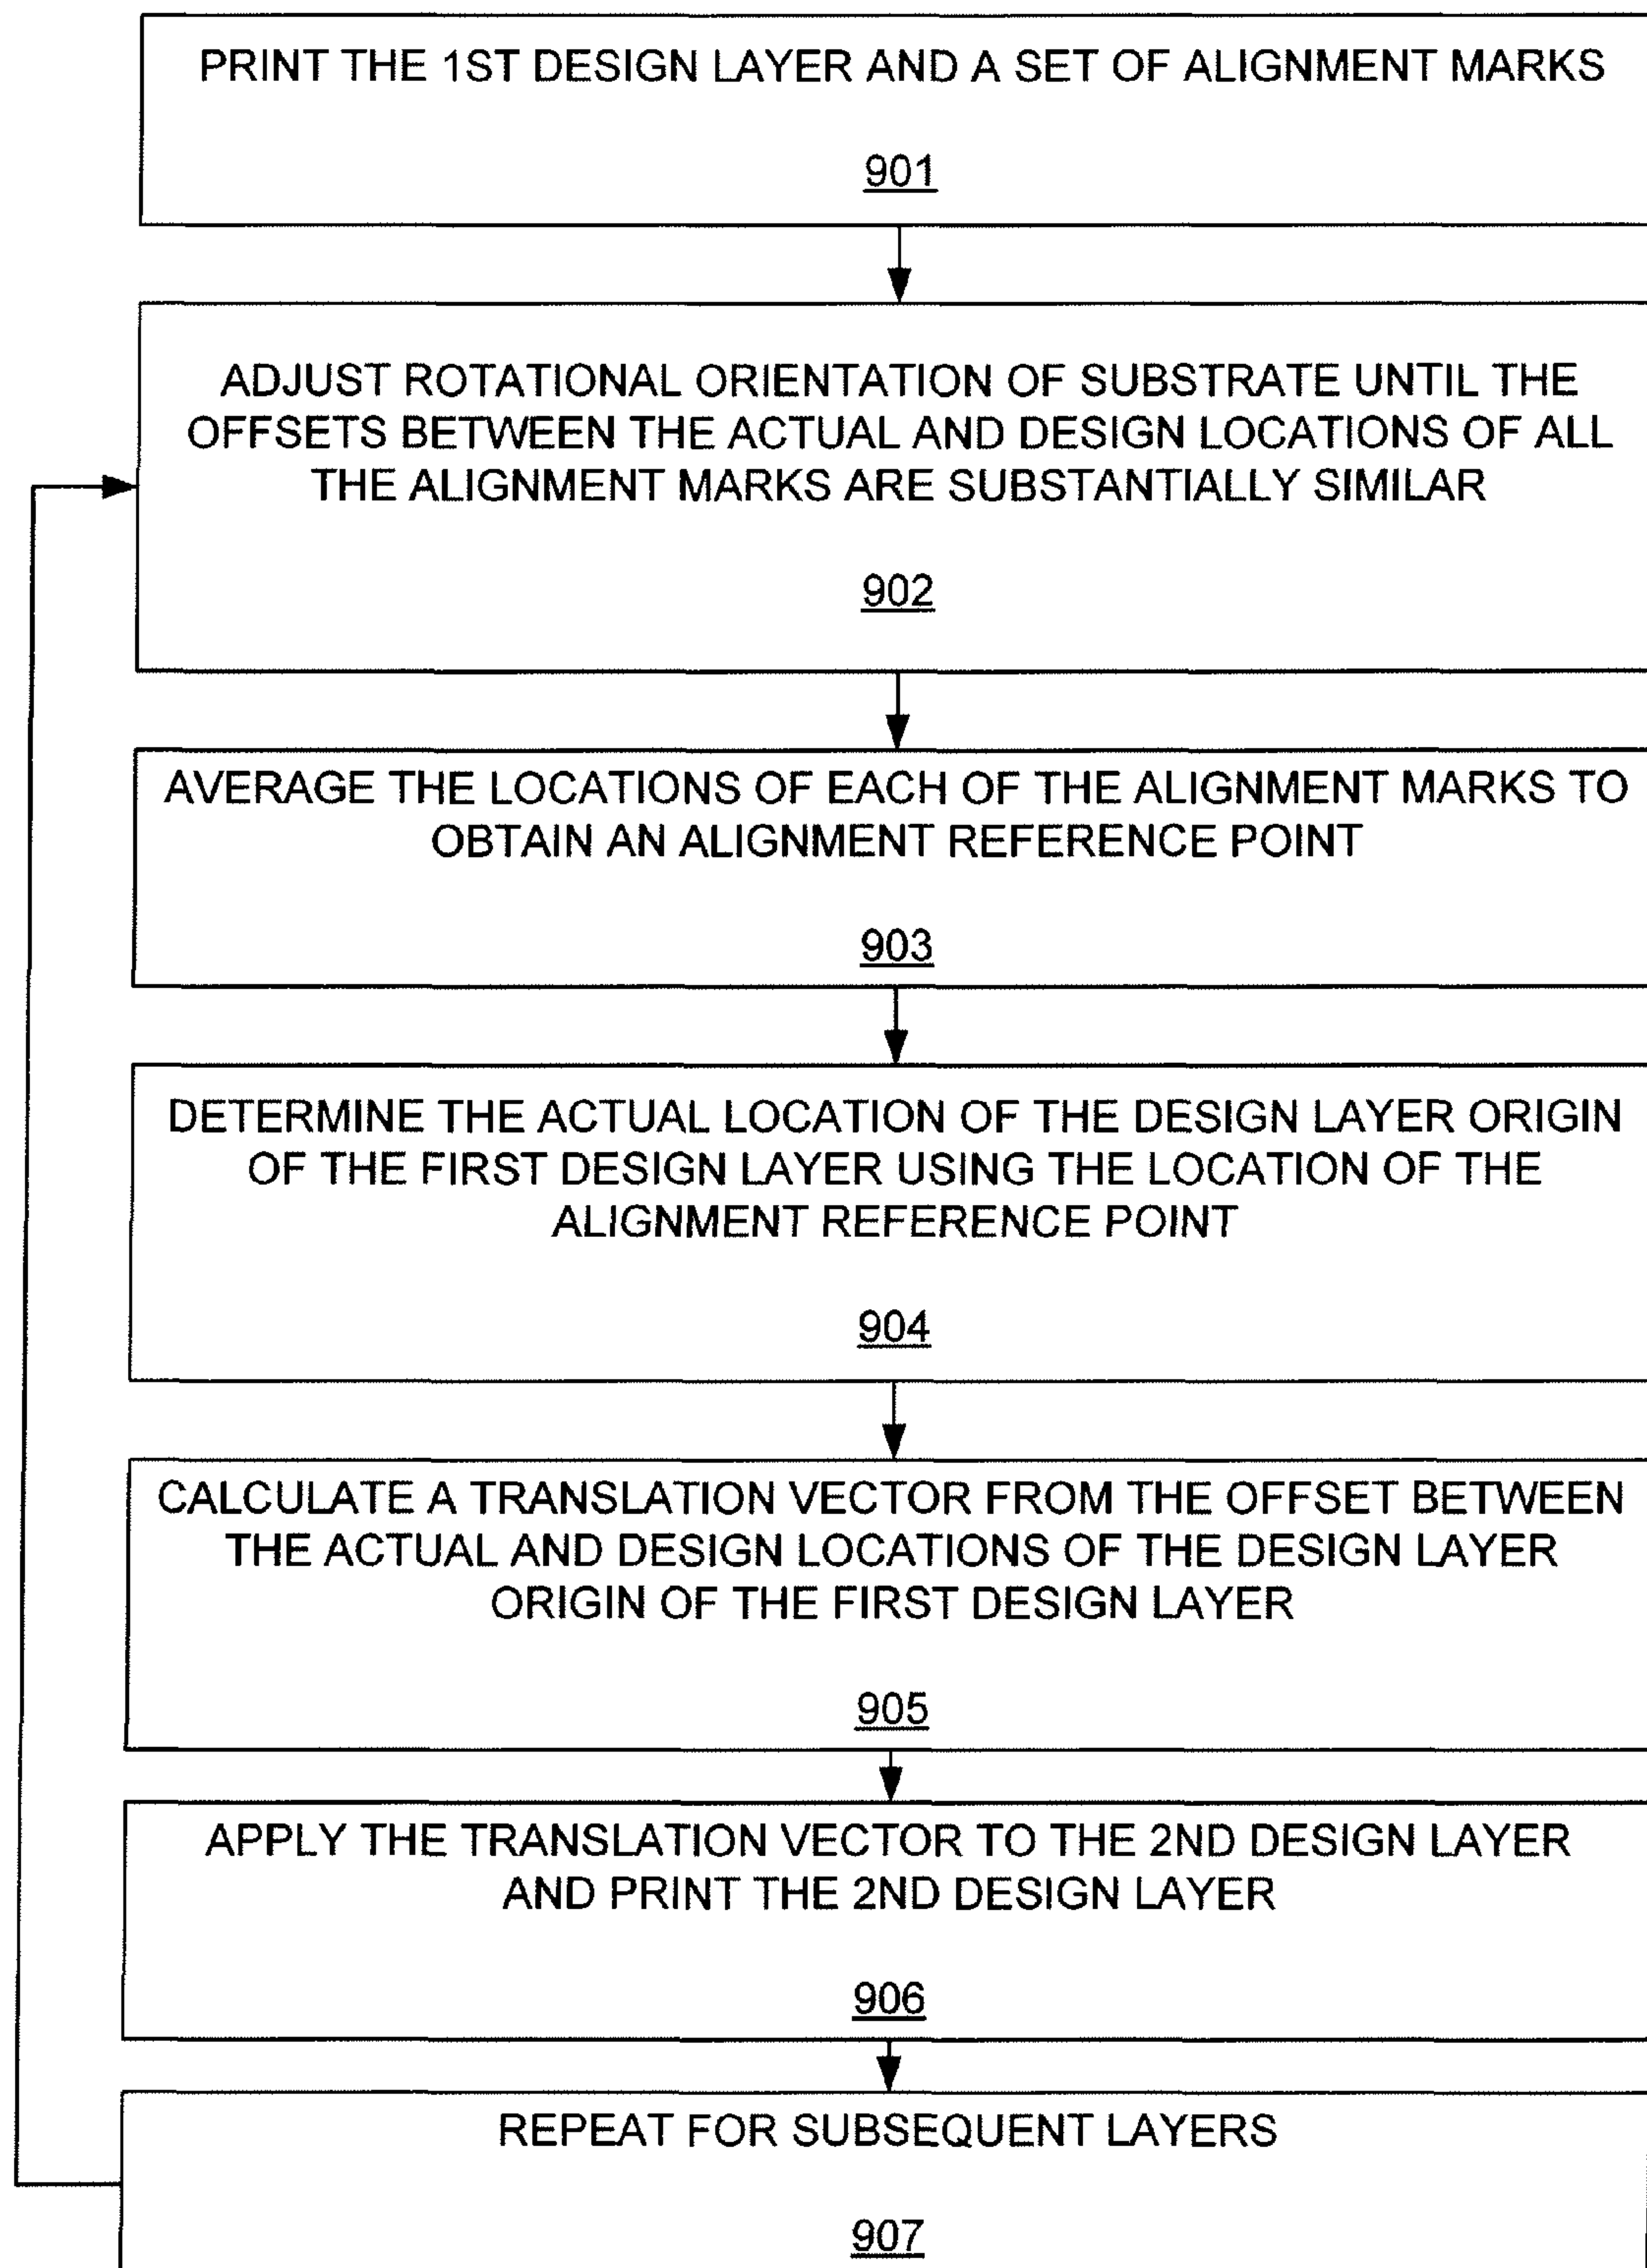 PRINT THE 1ST DESIGN LAYER AND A SET OF ALIGNMENT MARKS
901
ADJUST ROTATIONAL ORIENTATION OF SUBSTRATE UNTIL THE
OFFSETS BETWEEN THE ACTUAL AND DESIGN LOCATIONS OF ALL
THE ALIGNMENT MARKS ARE SUBSTANTIALLY SIMILAR
902
AVERAGE THE LOCATIONS OF EACH OF THE ALIGNMENT MARKS TO
OBTAIN AN ALIGNMENT REFERENCE POINT
903
DETERMINE THE ACTUAL LOCATION OF THE DESIGN LAYER ORIGIN
OF THE FIRST DESIGN LAYER USING THE LOCATION OF THE
ALIGNMENT REFERENCE POINT
904
CALCULATE A TRANSLATION VECTOR FROM THE OFFSET BETWEEN
THE ACTUAL AND DESIGN LOCATIONS OF THE DESIGN LAYER
ORIGIN OF THE FIRST DESIGN LAYER
905
APPLY THE TRANSLATION VECTOR TO THE 2ND DESIGN LAYER
AND PRINT THE 2ND DESIGN LAYER
906
REPEAT FOR SUBSEQUENT LAYERS
907